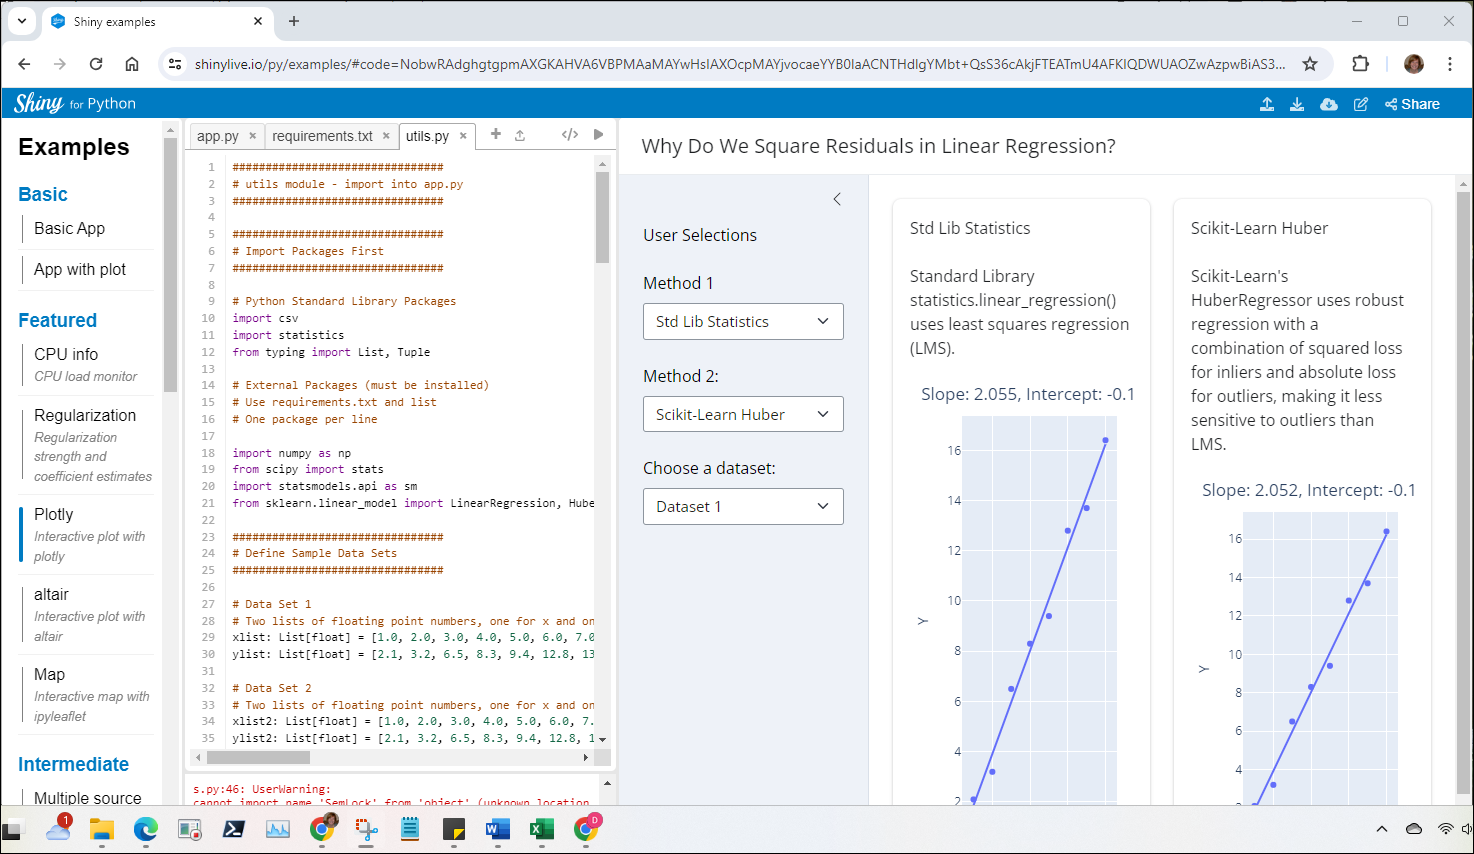 Shiny examples
shinylive.io/py/examples/#code=NobwRAdghgtgpmAXGKAHVA6VBPMAaMAYwHsIAXOcpMAYjvocaeYYB0IaACNTHdlgYMbt+QsS36cAkjFTEATmU4AFKlQDWUAOZwAzpwBiAS3...
Shiny for Python
Share
Examples
Basic
Basic App
App with plot
Featured
CPU info
CPU load monitor
Regularization
Regularization
strength and
coefficient estimates
Plotly
Interactive plot with
plotly
altair
Interactive plot with
altair
Map
Interactive map with
ipyleaflet
Intermediate
Multiple source
app.py
requirements.txt
utils.py
1 ################################
2 # utils module - import into app.py
3 ################################
4
5 ################################
6 # Import Packages First
7 ################################
8
9 # Python Standard Library Packages
10 import csv
11 import statistics
12 from typing import List, Tuple
13
14 # External Packages (must be installed)
15 # Use requirements.txt and list
16 # One package per line
17
18 import numpy as np
19 from scipy import stats
20 import statsmodels.api as sm
21 from sklearn.linear_model import LinearRegression, Hube
22
23 ################################
24 # Define Sample Data Sets
25 ################################
26
27 # Data Set 1
28 # Two lists of floating point numbers, one for x and on
29 xlist: List[float] = [1.0, 2.0, 3.0, 4.0, 5.0, 6.0, 7.0
30 ylist: List[float] = [2.1, 3.2, 6.5, 8.3, 9.4, 12.8, 13
31
32 # Data Set 2
33 # Two lists of floating point numbers, one for x and on
34 xlist2: List[float] = [1.0, 2.0, 3.0, 4.0, 5.0, 6.0, 7.
35 ylist2: List[float] = [2.1, 3.2, 6.5, 8.3, 9.4, 12.8, 1
s.py:46: UserWarning:
cannot import name 'SemLock' from 'object' (unknown location
Why Do We Square Residuals in Linear Regression?
User Selections
Method 1
Std Lib Statistics
Method 2:
Scikit-Learn Huber
Choose a dataset:
Dataset 1
Std Lib Statistics
Standard Library
statistics.linear_regression()
uses least squares regression
(LMS).
Slope: 2.055, Intercept: -0.1
16
14
12
10
8
6
4
2
Y
Scikit-Learn Huber
Scikit-Learn's
HuberRegressor uses robust
regression with a
combination of squared loss
for inliers and absolute loss
for outliers, making it less
sensitive to outliers than
LMS.
Slope: 2.052, Intercept: -0.1
16
14
12
10
8
6
4
Y
1
D